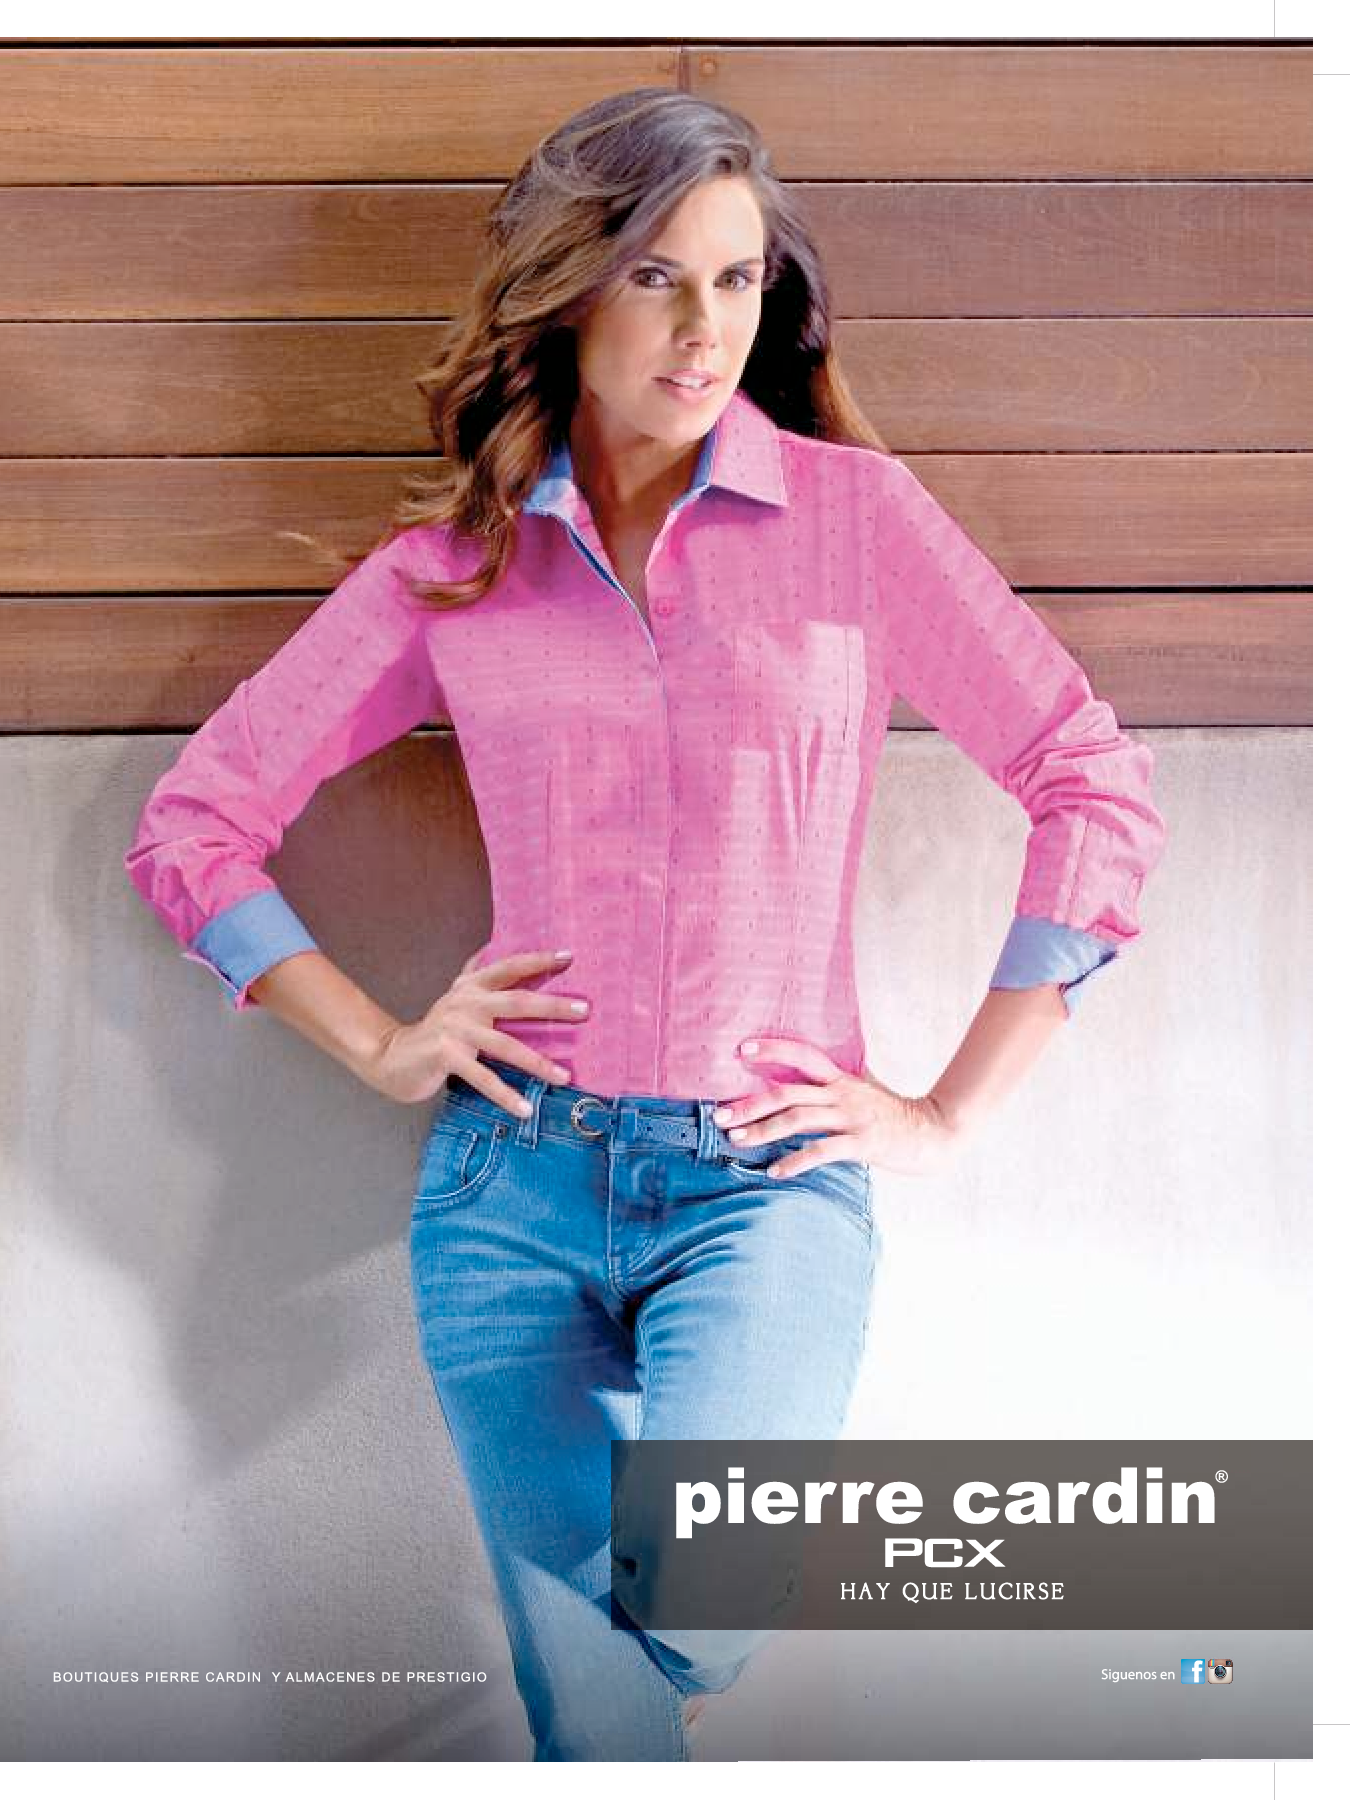 pierre cardin®
PCX
HAY QUE LUCIRSE
BOUTIQUES PIERRE CARDIN Y ALMACENES DE PRESTIGIO
Siguenos en f